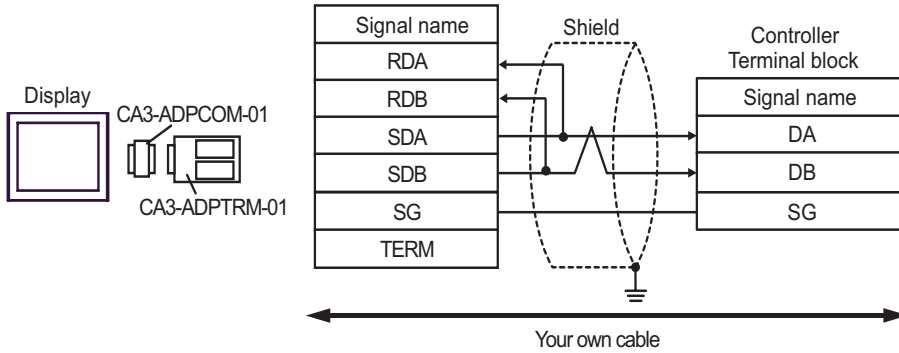 Display
CA3-ADPCOM-01
CA3-ADPTRM-01
Signal name
RDA
RDB
SDA
SDB
SG
TERM
Shield
Controller
Terminal block
Signal name
DA
DB
SG
Your own cable